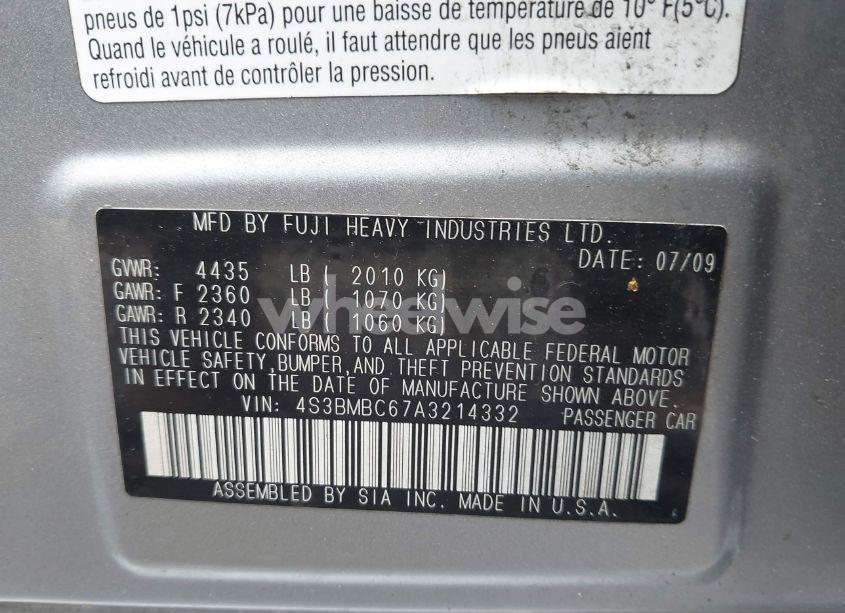 pneus de 1psi (7kPa) pour une baisse de température de 10° F(5°C).
Quand le véhicule a roulé, il faut attendre que les pneus aient
refroidi avant de contrôler la pression.
MFD BY FUJI HEAVY INDUSTRIES LTD.
DATE: 07/09
GVWR: 4435 LB ( 2010 KG)
GAWR: F 2360 LB ( 1070 KG)
GAWR: R 2340 LB ( 1060 KG)
wheelwise
THIS VEHICLE CONFORMS TO ALL APPLICABLE FEDERAL MOTOR
VEHICLE SAFETY,BUMPER,AND THEFT PREVENTION STANDARDS
IN EFFECT ON THE DATE OF MANUFACTURE SHOWN ABOVE.
VIN: 4S3BMBC67A3214332 PASSENGER CAR
ASSEMBLED BY SIA INC. MADE IN U.S.A.